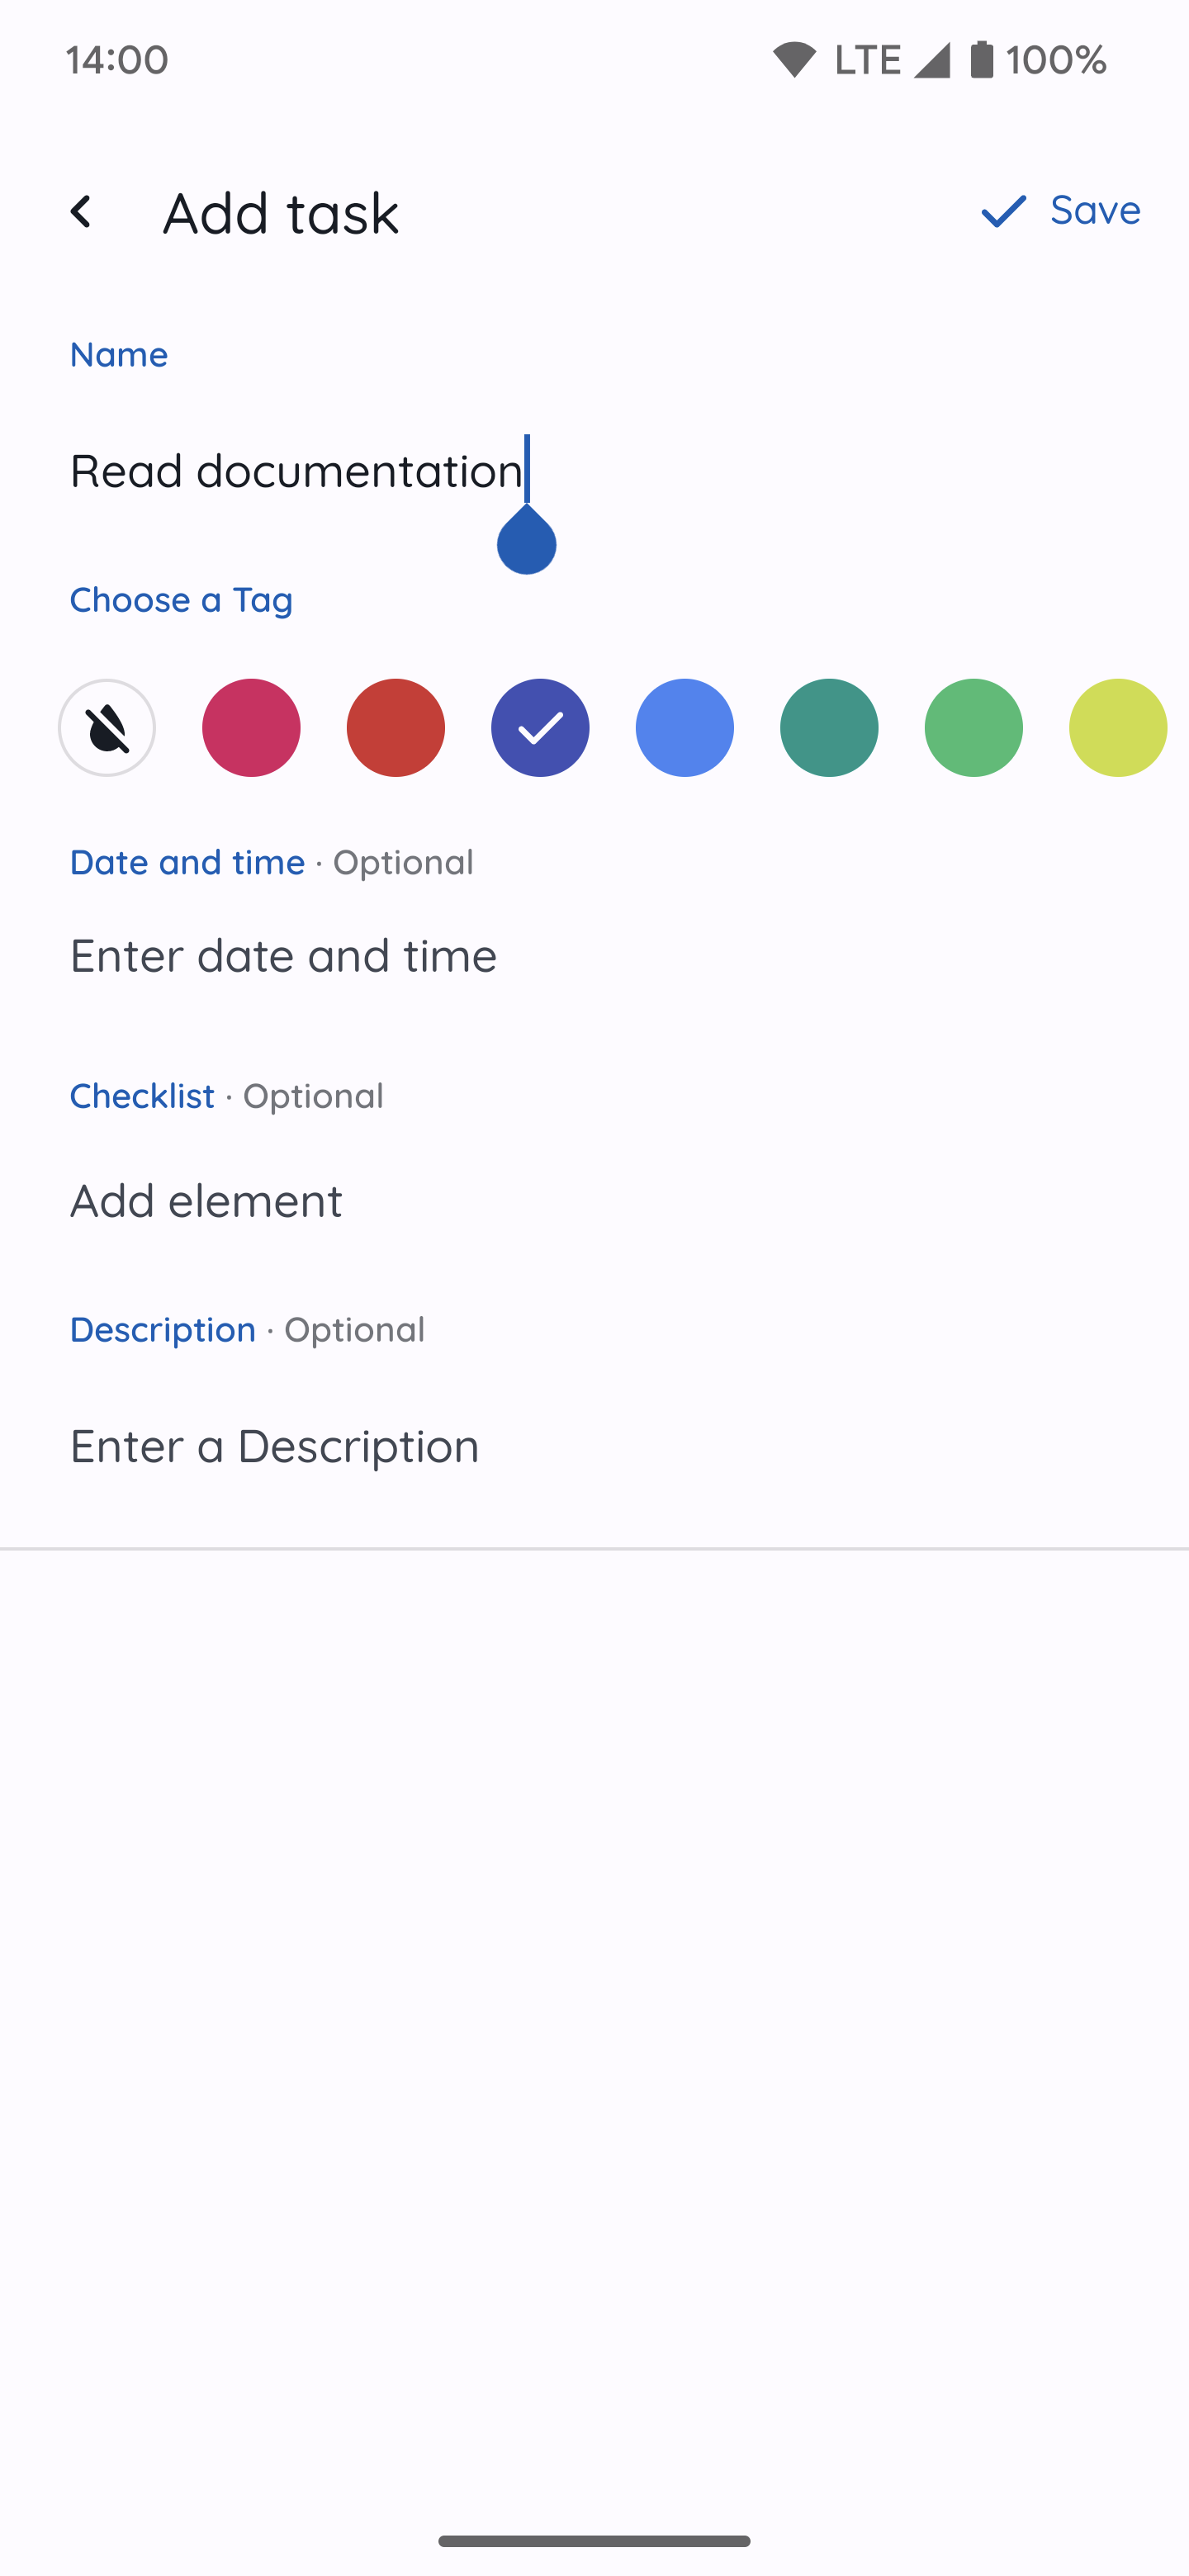 14:00 LTE 100%
Add task Save
Name
Read documentation
Choose a Tag
Date and time · Optional
Enter date and time
Checklist · Optional
Add element
Description · Optional
Enter a Description